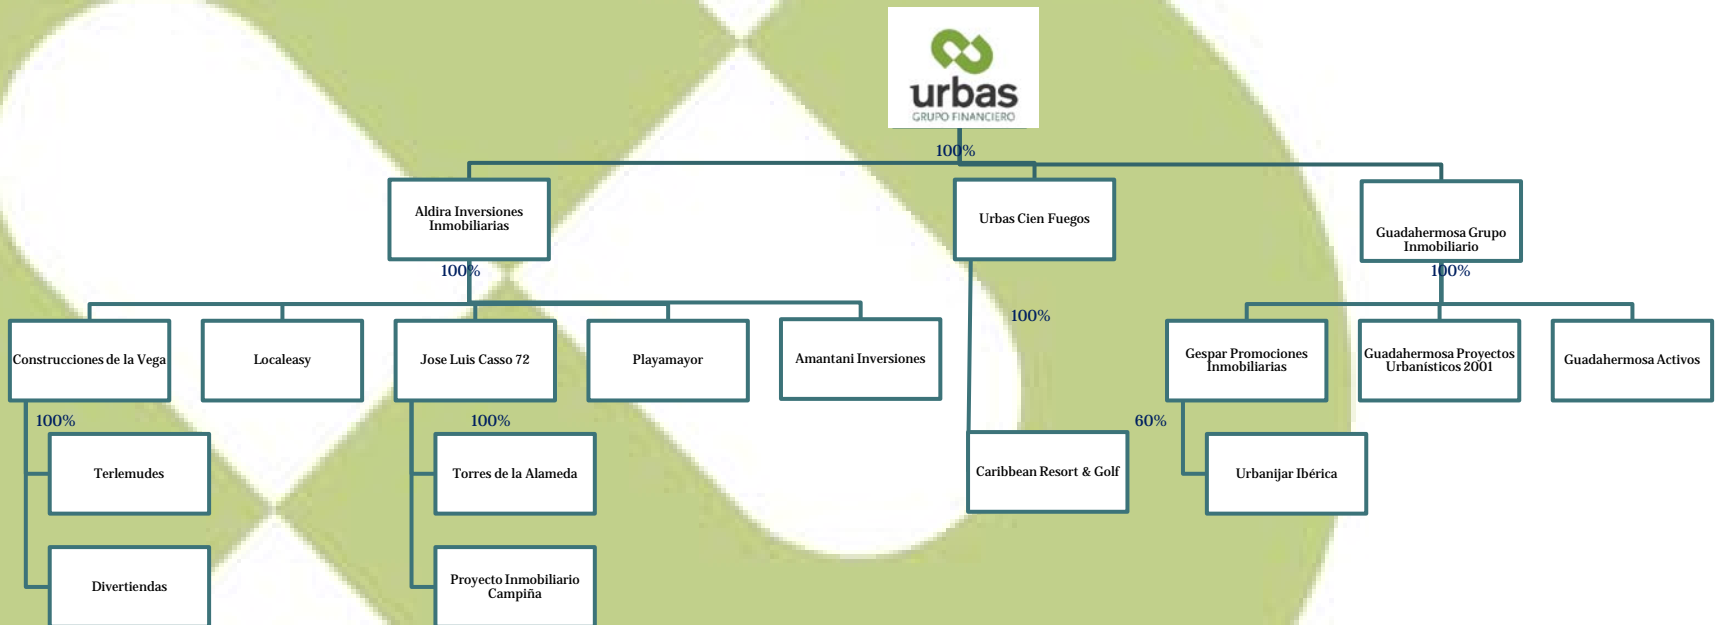 urbas
GRUPO FINANCIERO
100%
Aldira Inversiones
Inmobiliarias
Urbas Cien Fuegos
Guadahermosa Grupo
Inmobiliario
100%
100%
100%
Construcciones de la Vega
Localeasy
Jose Luis Casso 72
Playamayor
Amantani Inversiones
Gespar Promociones
Inmobiliarias
Guadahermosa Proyectos
Urbanísticos 2001
Guadahermosa Activos
100%
100%
60%
Terlemudes
Torres de la Alameda
Caribbean Resort & Golf
Urbanijar Ibérica
Divertiendas
Proyecto Inmobiliario
Campiña